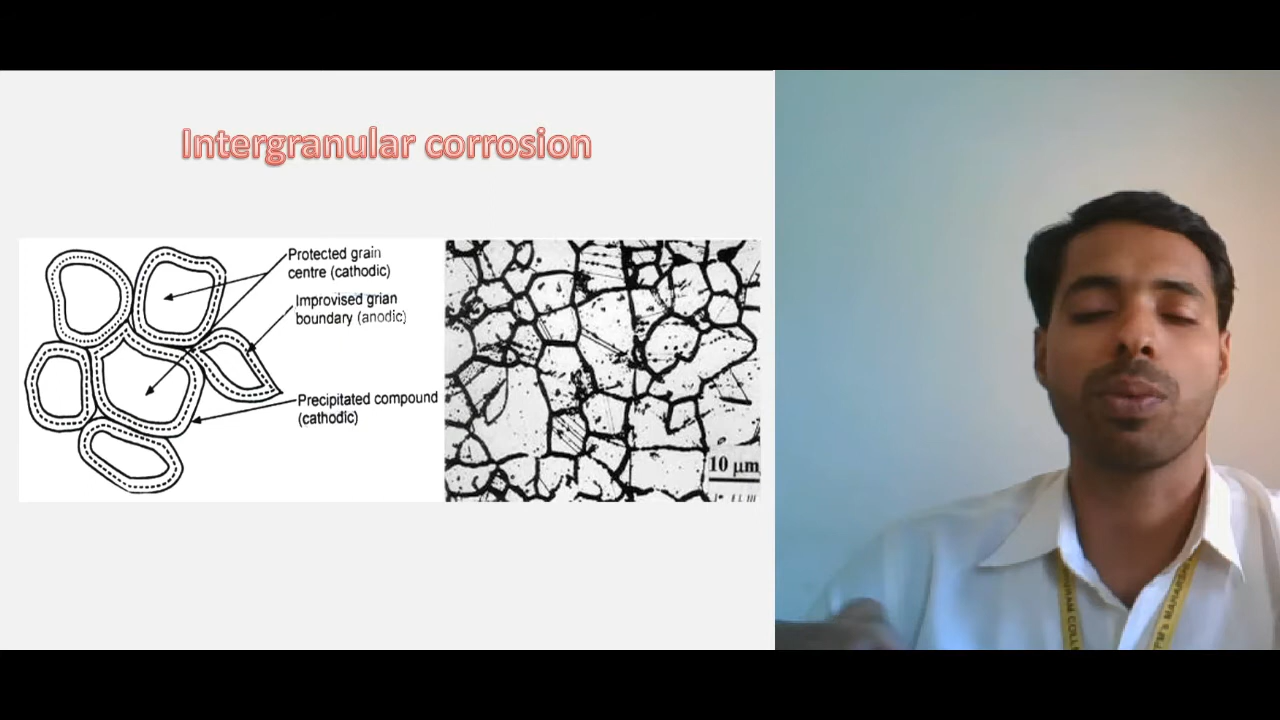 Intergranular corrosion
Protected grain
centre (cathodic)
Improvised grian
boundary (anodic)
Precipitated compound
(cathodic)
10 μm